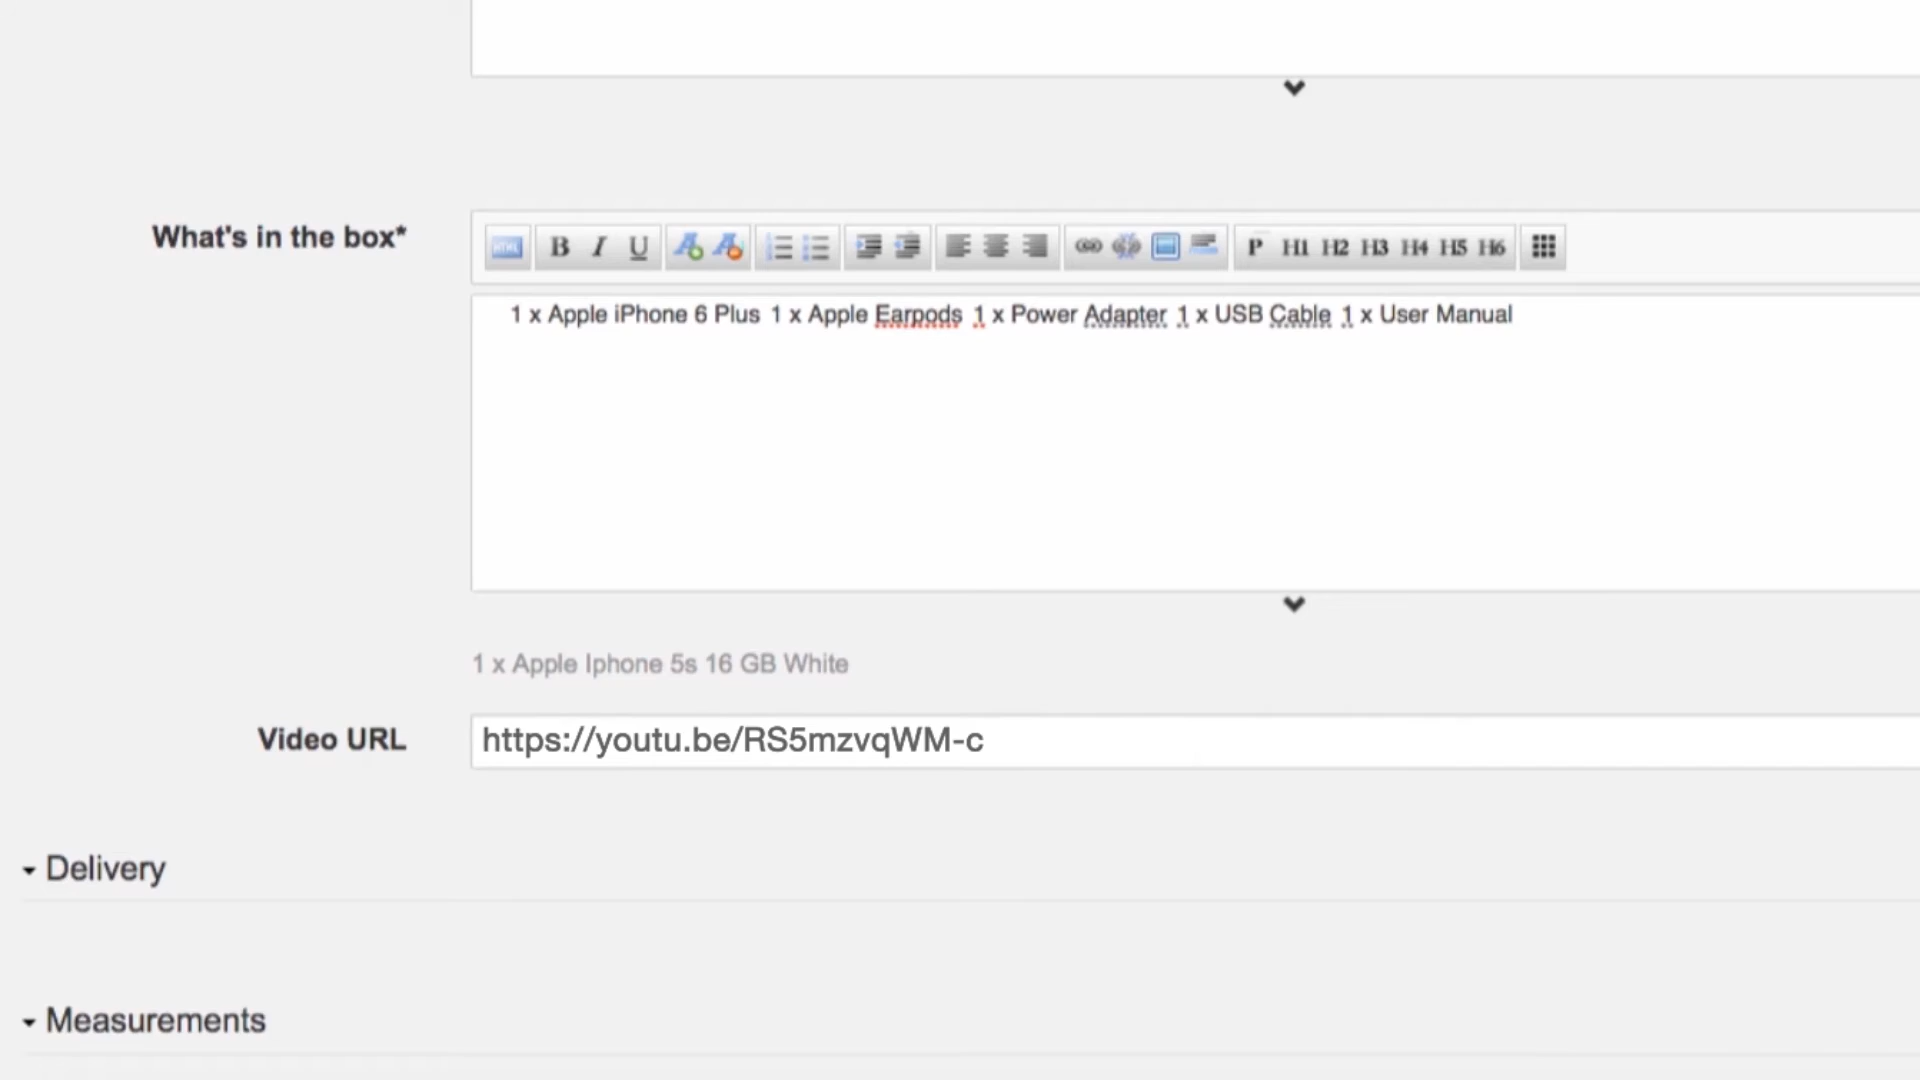 What's in the box*
HTML B I U P H1 H2 H3 H4 H5 H6
1 x Apple iPhone 6 Plus 1 x Apple Earpods 1 x Power Adapter 1 x USB Cable 1 x User Manual
1 x Apple Iphone 5s 16 GB White
Video URL https://youtu.be/RS5mzvqWM-c
Delivery
Measurements